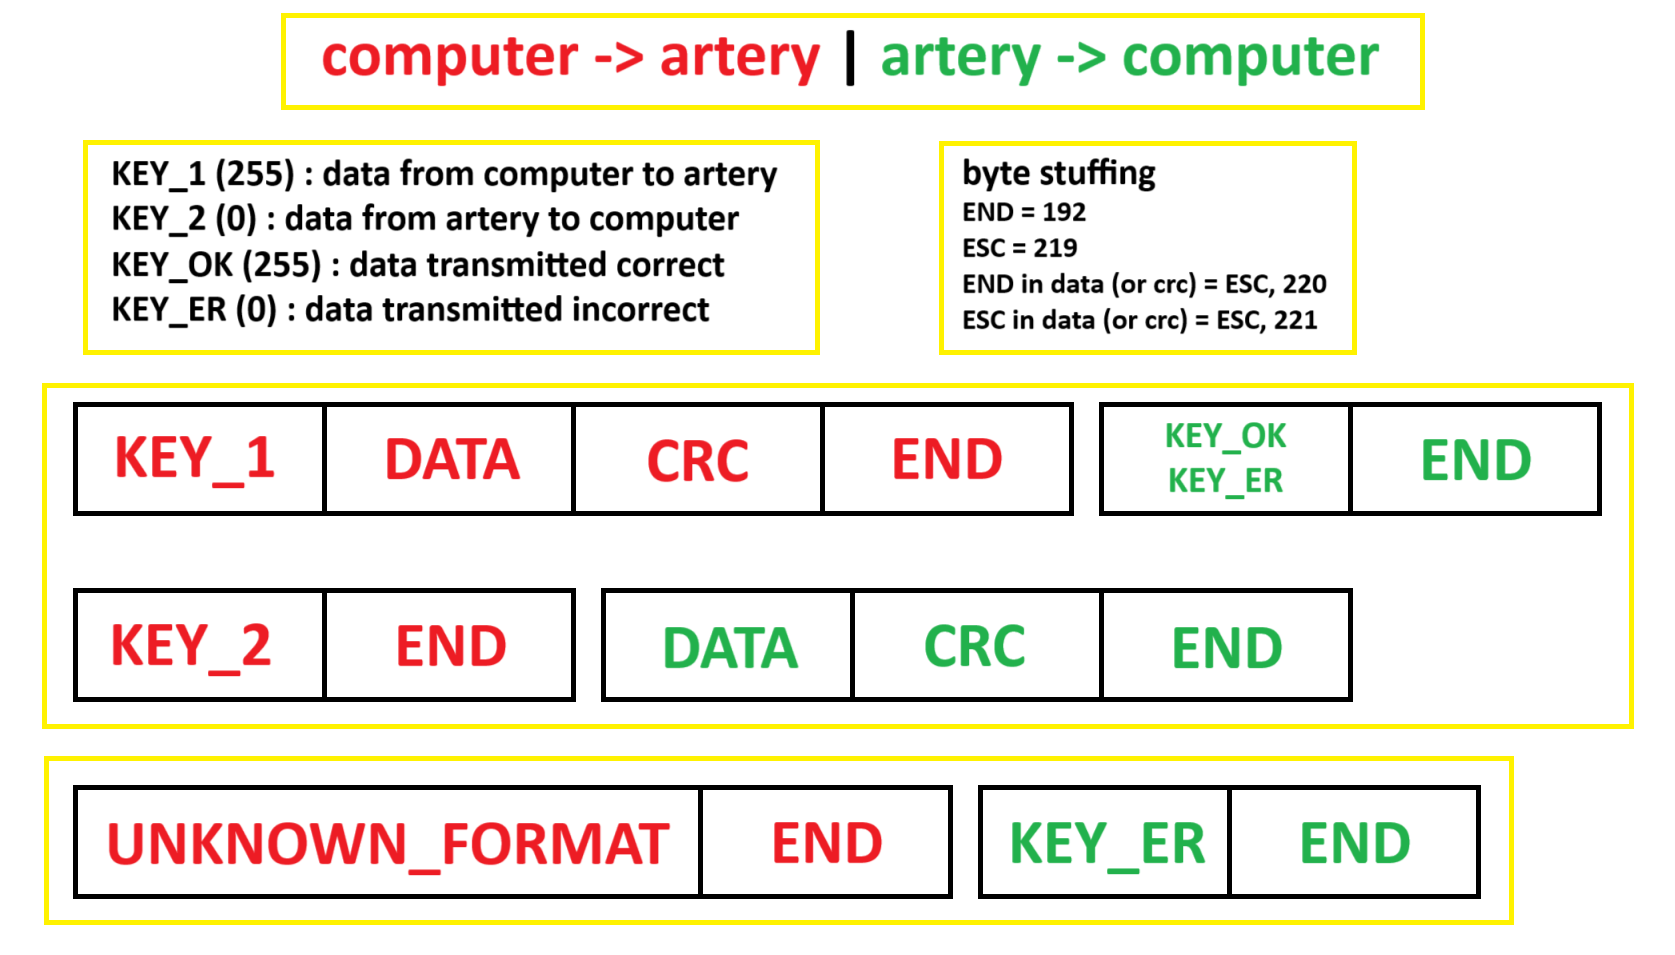 computer -> artery | artery -> computer
KEY_1 (255) : data from computer to artery
KEY_2 (0) : data from artery to computer
KEY_OK (255) : data transmitted correct
KEY_ER (0) : data transmitted incorrect
byte stuffing
END = 192
ESC = 219
END in data (or crc) = ESC, 220
ESC in data (or crc) = ESC, 221
KEY_1 DATA CRC END
KEY_OK
KEY_ER
END
KEY_2 END DATA CRC END
UNKNOWN_FORMAT END KEY_ER END